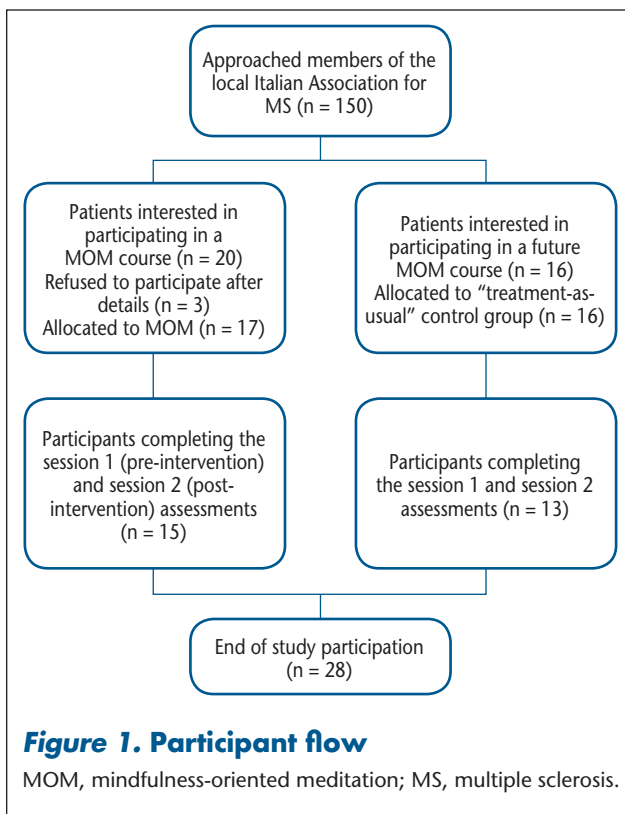 Approached members of the
local Italian Association for
MS (n = 150)
Patients interested in
participating in a
MOM course (n = 20)
Refused to participate after
details (n = 3)
Allocated to MOM (n = 17)
Patients interested in
participating in a future
MOM course (n = 16)
Allocated to “treatment-as-
usual” control group (n = 16)
Participants completing the
session 1 (pre-intervention)
and session 2 (post-
intervention) assessments
(n = 15)
Participants completing
the session 1 and session 2
assessments (n = 13)
End of study participation
(n = 28)
Figure 1. Participant flow
MOM, mindfulness-oriented meditation; MS, multiple sclerosis.